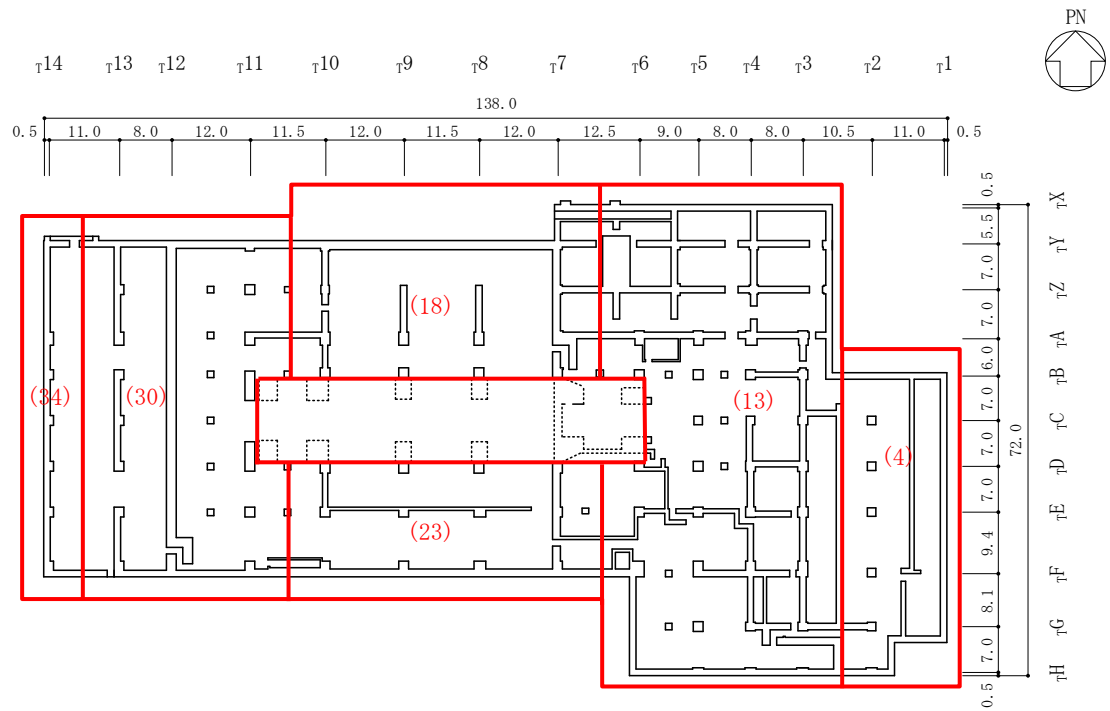 PN
T14 T13 T12 T11 T10 T9 T8 T7 T6 T5 T4 T3 T2 T1
138.0
0.5 11.0 8.0 12.0 11.5 12.0 11.5 12.0 12.5 9.0 8.0 8.0 10.5 11.0 0.5
0.5 TX
5.5
TY
7.0
TZ
(18)
7.0
TA
6.0
TB
(34) (30) (13)
7.0
TC
72.0
7.0
(4)
TD
7.0
TE
(23)
9.4
TF
8.1
TG
7.0
TH
0.5